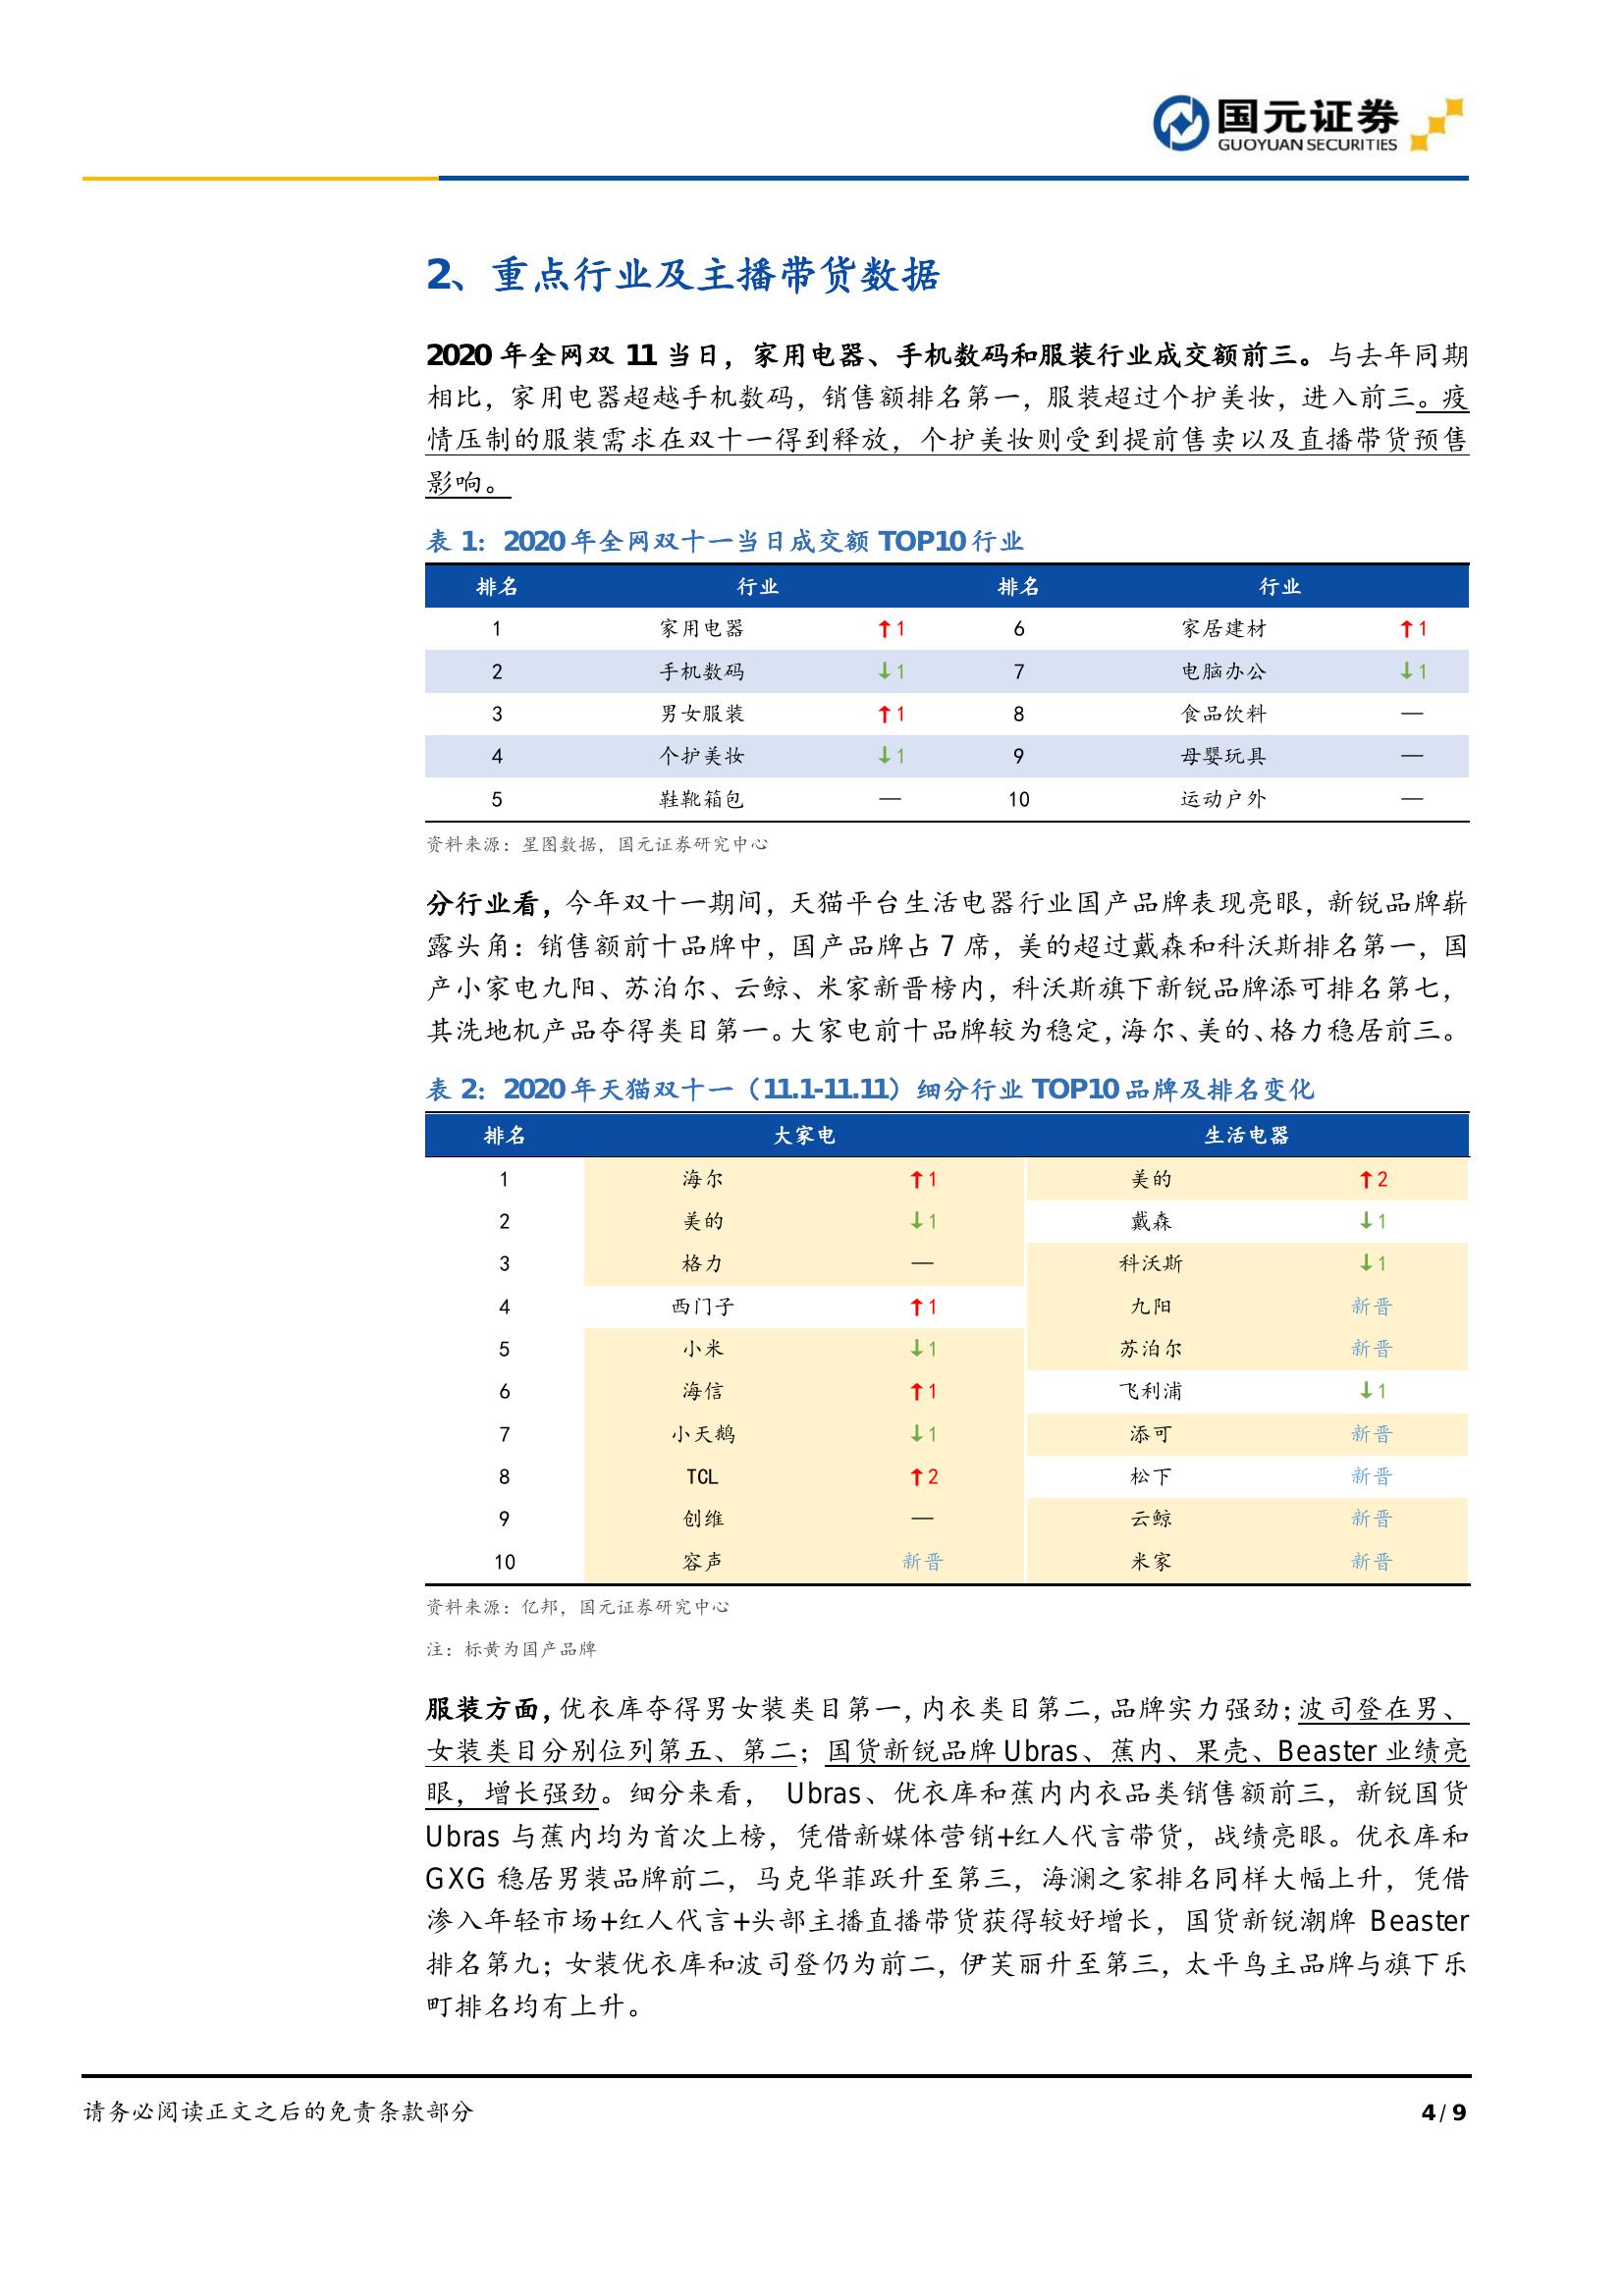 国元证券
GUOYUAN SECURITIES
2、重点行业及主播带货数据
2020 年全网双 11 当日，家用电器、手机数码和服装行业成交额前三。与去年同期
相比，家用电器超越手机数码，销售额排名第一，服装超过个护美妆，进入前三。疫
情压制的服装需求在双十一得到释放，个护美妆则受到提前售卖以及直播带货预售
影响。
表 1：2020 年全网双十一当日成交额 TOP10 行业
排名 行业 排名 行业
1 家用电器 ↑1 6 家居建材 ↑1
2 手机数码 ↓1 7 电脑办公 ↓1
3 男女服装 ↑1 8 食品饮料 —
4 个护美妆 ↓1 9 母婴玩具 —
5 鞋靴箱包 — 10 运动户外 —
资料来源：星图数据，国元证券研究中心
分行业看，今年双十一期间，天猫平台生活电器行业国产品牌表现亮眼，新锐品牌崭
露头角：销售额前十品牌中，国产品牌占 7 席，美的超过戴森和科沃斯排名第一，国
产小家电九阳、苏泊尔、云鲸、米家新晋榜内，科沃斯旗下新锐品牌添可排名第七，
其洗地机产品夺得类目第一。大家电前十品牌较为稳定，海尔、美的、格力稳居前三。
表 2：2020 年天猫双十一（11.1-11.11）细分行业 TOP10 品牌及排名变化
排名 大家电 生活电器
1 海尔 ↑1 美的 ↑2
2 美的 ↓1 戴森 ↓1
3 格力 — 科沃斯 ↓1
4 西门子 ↑1 九阳 新晋
5 小米 ↓1 苏泊尔 新晋
6 海信 ↑1 飞利浦 ↓1
7 小天鹅 ↓1 添可 新晋
8 TCL ↑2 松下 新晋
9 创维 — 云鲸 新晋
10 容声 新晋 米家 新晋
资料来源：亿邦，国元证券研究中心
注：标黄为国产品牌
服装方面，优衣库夺得男女装类目第一，内衣类目第二，品牌实力强劲；波司登在男、
女装类目分别位列第五、第二；国货新锐品牌 Ubras、蕉内、果壳、Beaster 业绩亮
眼，增长强劲。细分来看， Ubras、优衣库和蕉内内衣品类销售额前三，新锐国货
Ubras 与蕉内均为首次上榜，凭借新媒体营销+红人代言带货，战绩亮眼。优衣库和
GXG 稳居男装品牌前二，马克华菲跃升至第三，海澜之家排名同样大幅上升，凭借
渗入年轻市场+红人代言+头部主播直播带货获得较好增长，国货新锐潮牌 Beaster
排名第九；女装优衣库和波司登仍为前二，伊芙丽升至第三，太平鸟主品牌与旗下乐
町排名均有上升。
请务必阅读正文之后的免责条款部分 4 / 9